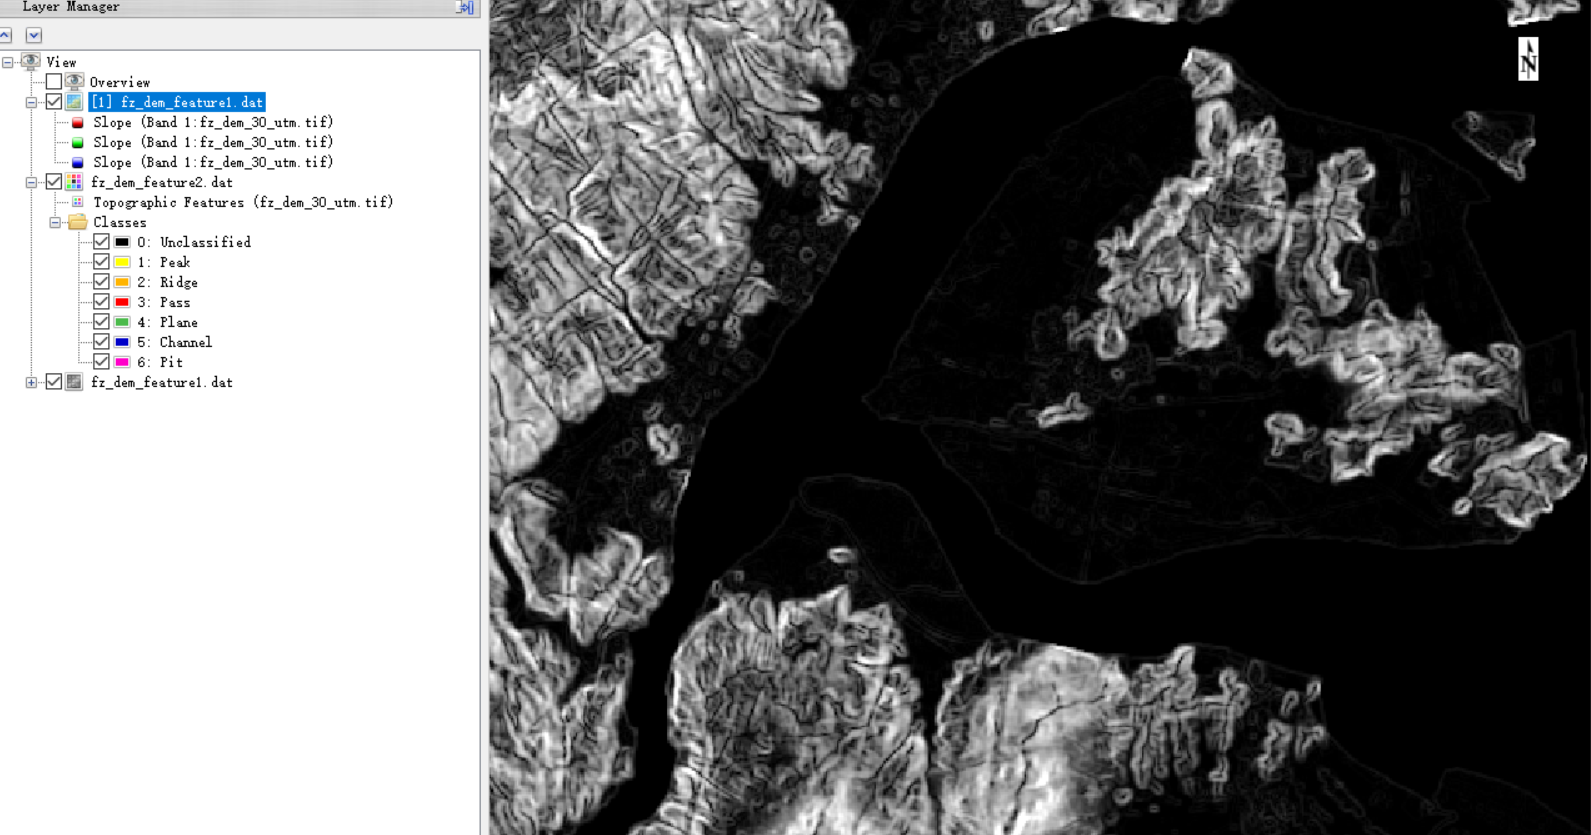 Layer Manager
View
Overview
[1] fz_dem_feature1.dat
Slope (Band 1:fz_dem_30_utm.tif)
Slope (Band 1:fz_dem_30_utm.tif)
Slope (Band 1:fz_dem_30_utm.tif)
fz_dem_feature2.dat
Topographic Features (fz_dem_30_utm.tif)
Classes
0: Unclassified
1: Peak
2: Ridge
3: Pass
4: Plane
5: Channel
6: Pit
fz_dem_feature1.dat
N